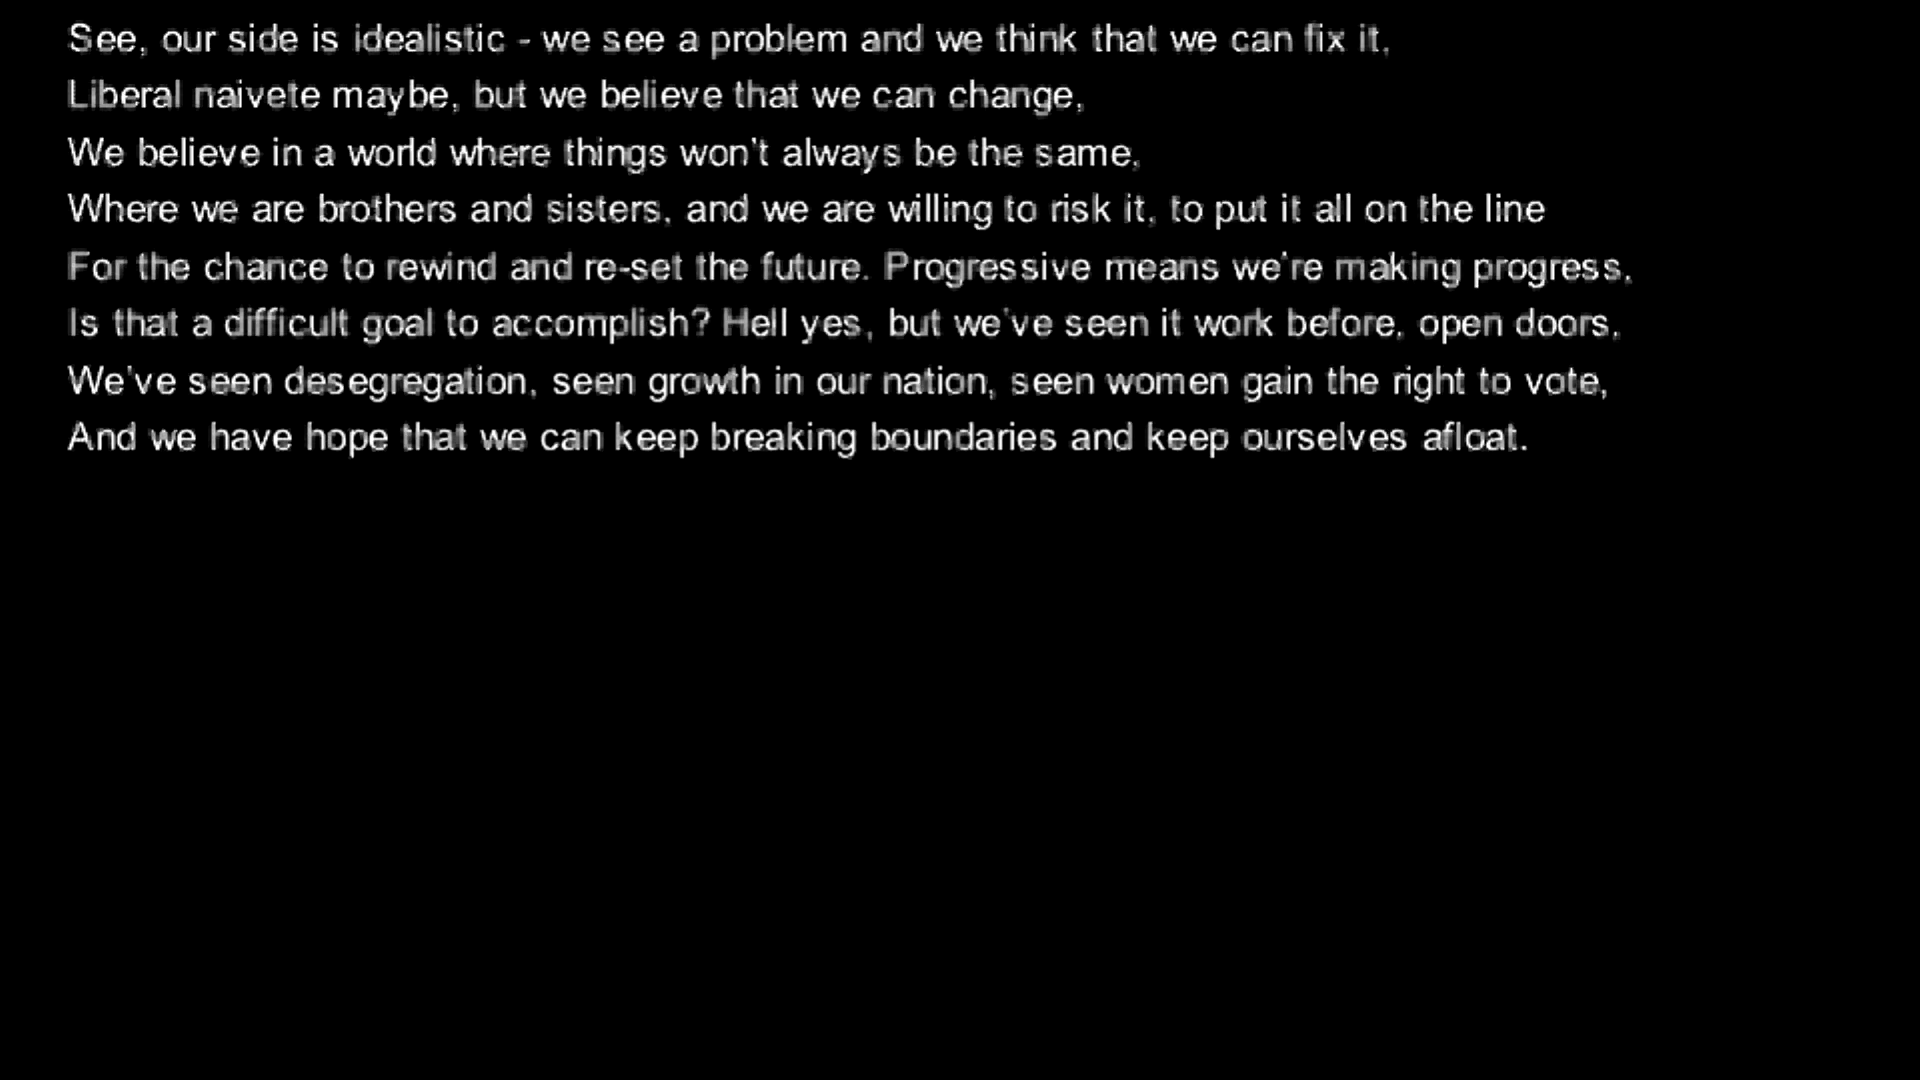 See, our side is idealistic - we see a problem and we think that we can fix it,
Liberal naivete maybe, but we believe that we can change,
We believe in a world where things won't always be the same,
Where we are brothers and sisters, and we are willing to risk it, to put it all on the line
For the chance to rewind and re-set the future. Progressive means we're making progress,
Is that a difficult goal to accomplish? Hell yes, but we've seen it work before, open doors,
We've seen desegregation, seen growth in our nation, seen women gain the right to vote,
And we have hope that we can keep breaking boundaries and keep ourselves afloat.